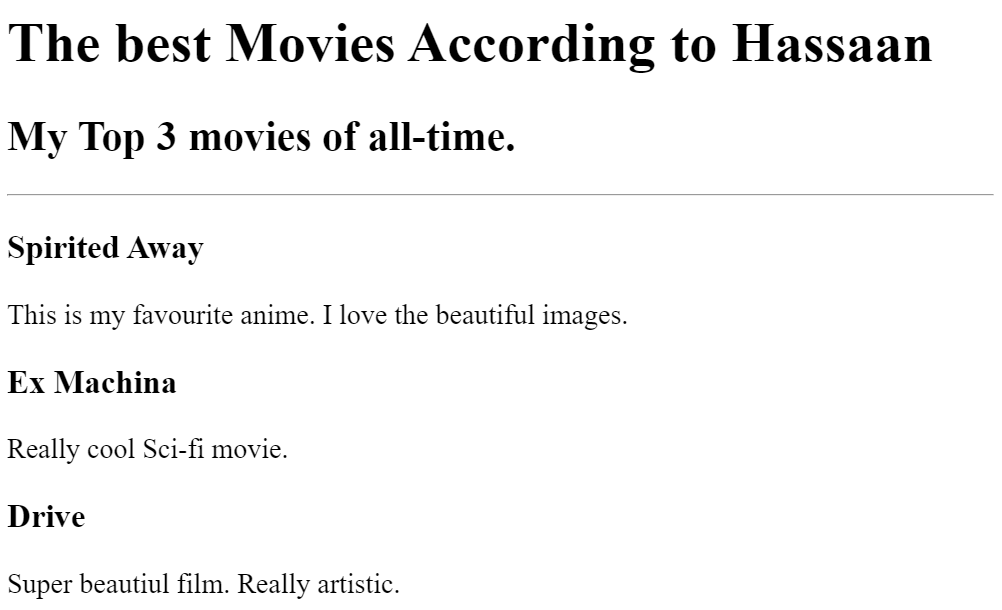 The best Movies According to Hassaan
My Top 3 movies of all-time.
Spirited Away
This is my favourite anime. I love the beautiful images.
Ex Machina
Really cool Sci-fi movie.
Drive
Super beautiul film. Really artistic.